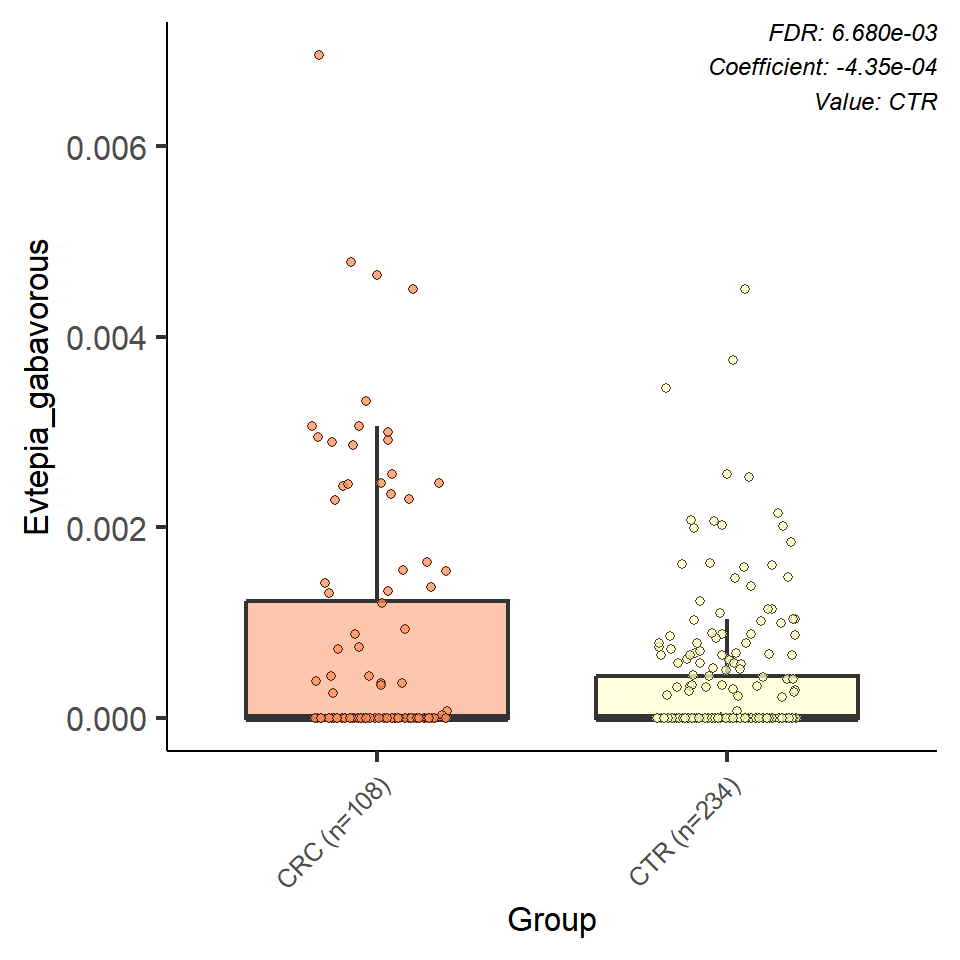 FDR: 6.680e-03
Coefficient: -4.35e-04
Value: CTR
0.006
0.004
0.002
0.000
Evtepia_gabavorous
CRC (n=108)
CTR (n=234)
Group